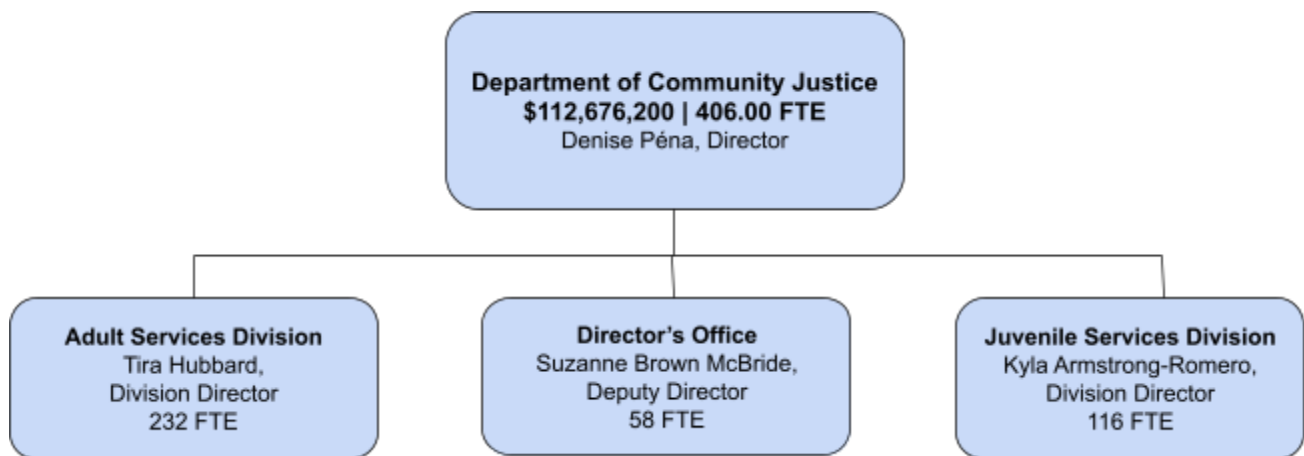 Department of Community Justice
$112,676,200 | 406.00 FTE
Denise Péna, Director
Adult Services Division
Tira Hubbard,
Division Director
232 FTE
Director's Office
Suzanne Brown McBride,
Deputy Director
58 FTE
Juvenile Services Division
Kyla Armstrong-Romero,
Division Director
116 FTE